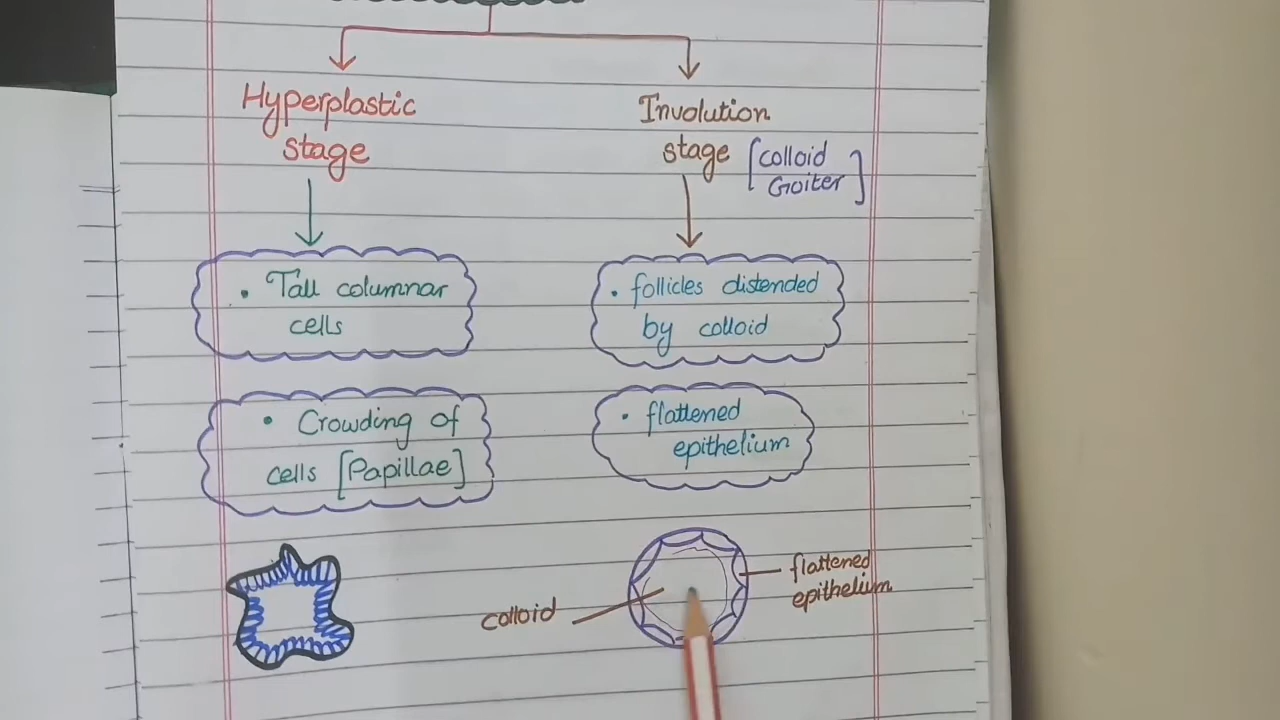 Hyperplastic
stage
Involution
stage [colloid
Goiter]
• Tall columnar
cells
• Crowding of
cells [Papillae]
• follicles distended
by colloid
• flattened
epithelium
colloid
flattened
epithelium